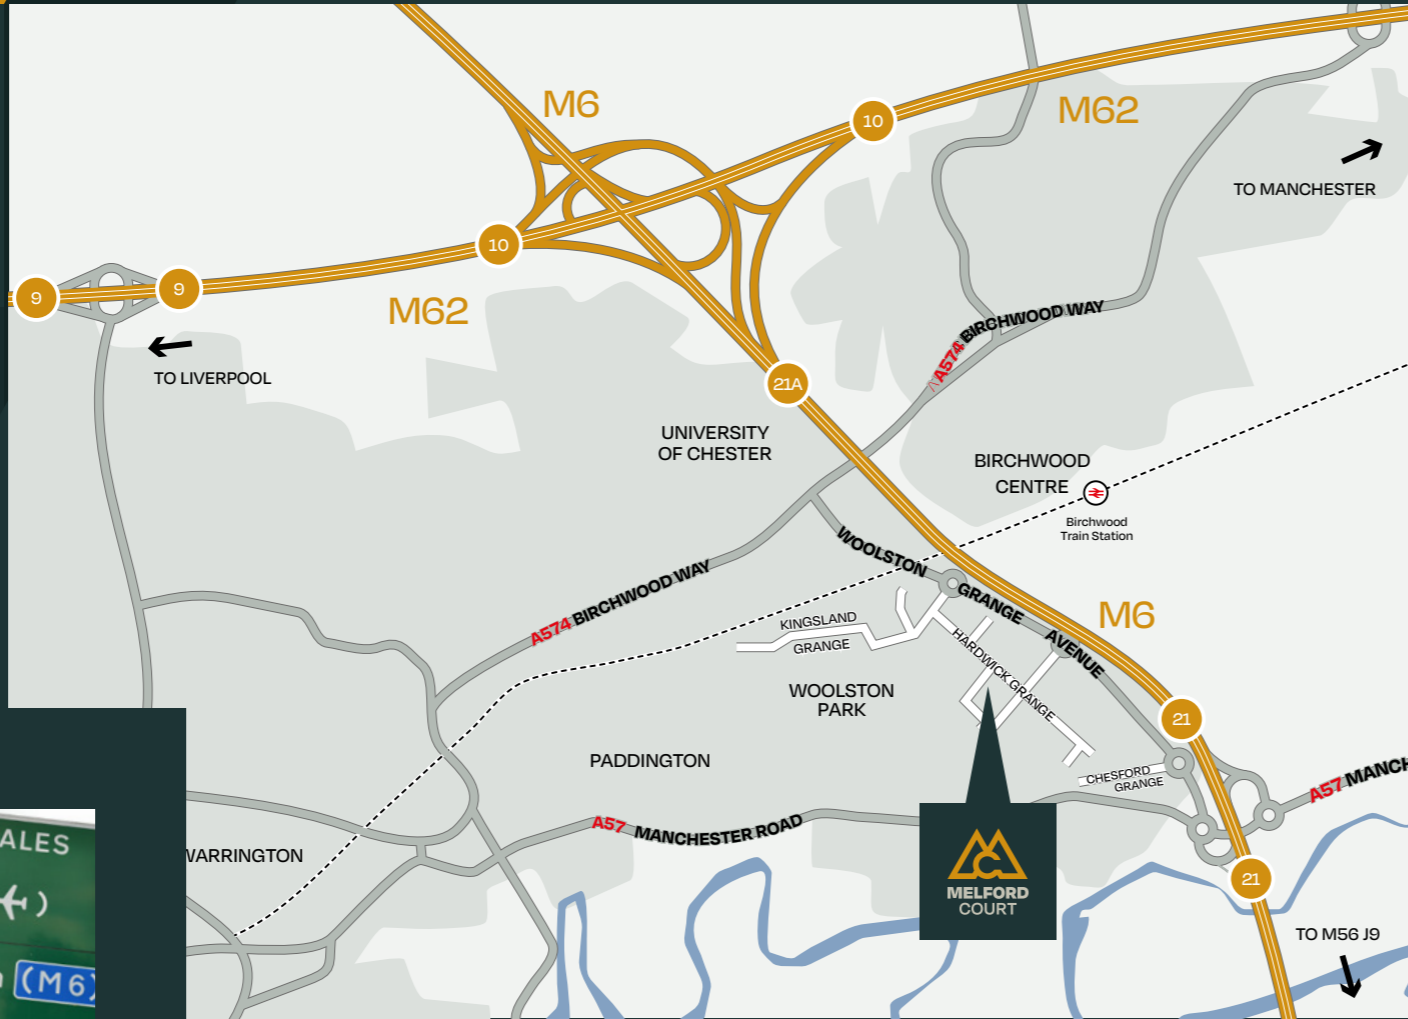 M6
10
M62
TO MANCHESTER
10
9
9
M62
TO LIVERPOOL
A574 BIRCHWOOD WAY
21A
UNIVERSITY
OF CHESTER
BIRCHWOOD
CENTRE
Birchwood
Train Station
WOOLSTON GRANGE AVENUE
A574 BIRCHWOOD WAY
M6
KINGSLAND
GRANGE
HARDWICK GRANGE
WOOLSTON
PARK
21
PADDINGTON
CHESFORD
GRANGE
A57 MANCH
A57 MANCHESTER ROAD
WARRINGTON
MELFORD
COURT
21
TO M56 J9
ALES
)
(M6)